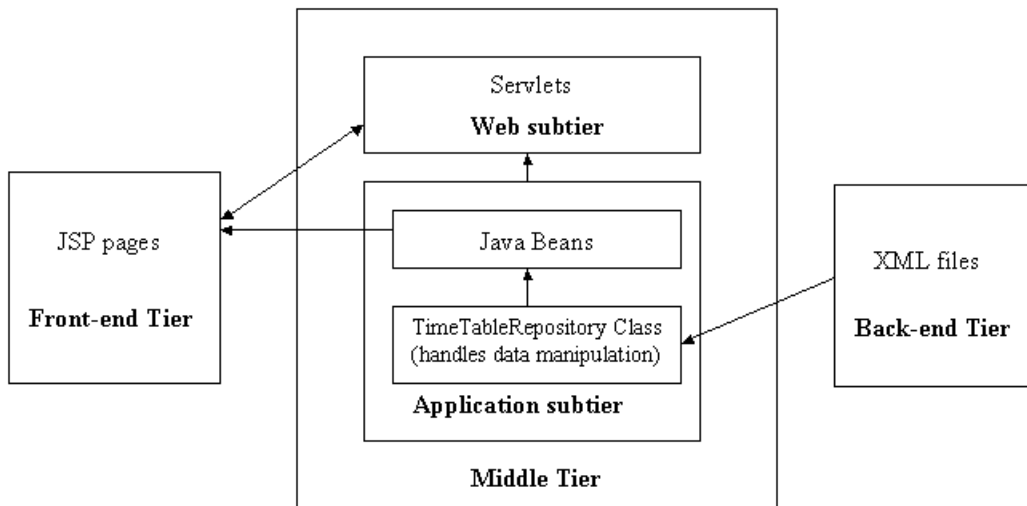 Servlets
Web subtier
JSP pages
Front-end Tier
Java Beans
TimeTableRepository Class
(handles data manipulation)
Application subtier
Middle Tier
XML files
Back-end Tier